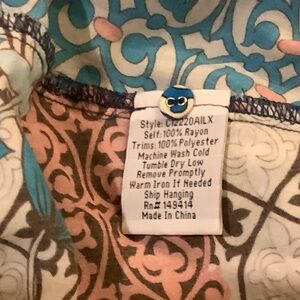 Style: C12220AILX
Self: 100% Rayon
Trims: 100% Polyester
Machine Wash Cold
Tumble Dry Low
Remove Promptly
Warm Iron If Needed
Ship Hanging
Rn# 149414
Made In China